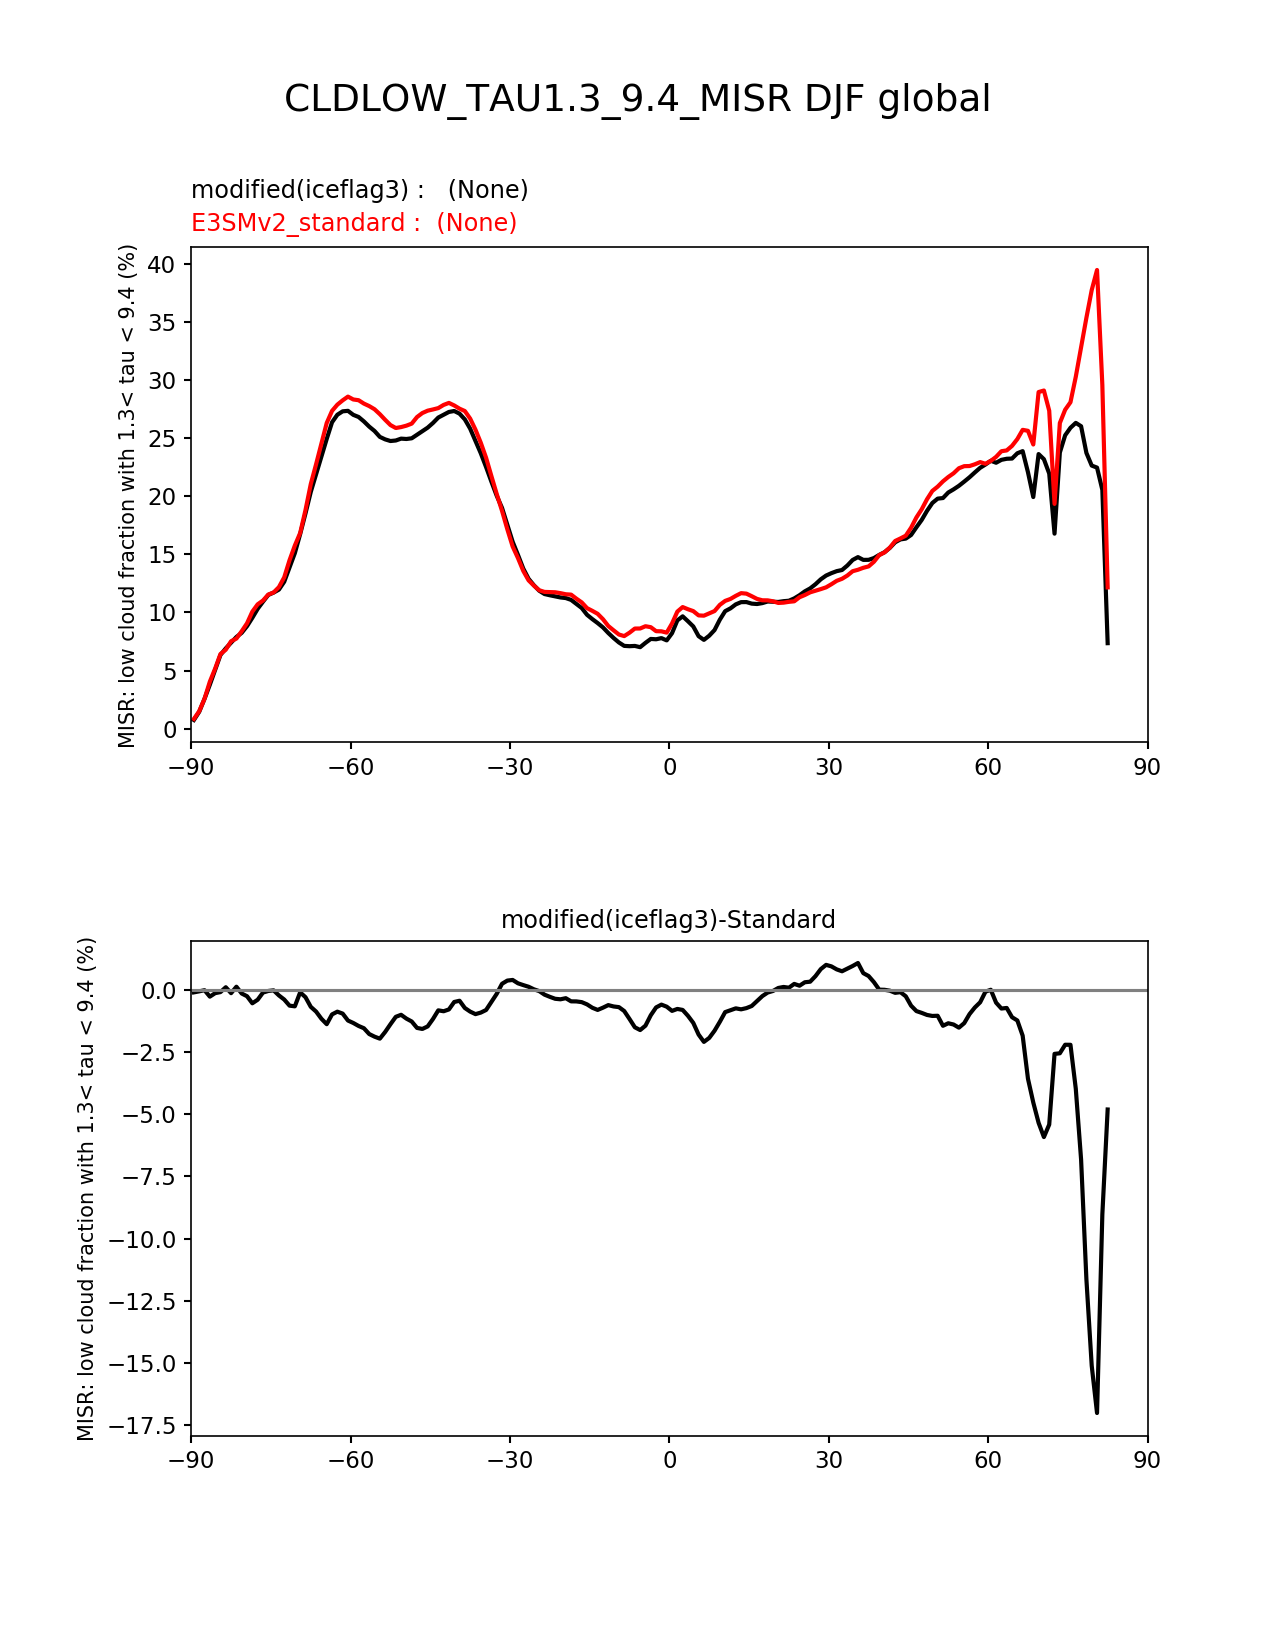 CLDLOW_TAU1.3_9.4_MISR DJF global
modified(iceflag3) :   (None)
E3SMv2_standard :  (None)
MISR: low cloud fraction with 1.3< tau < 9.4 (%)
40
35
30
25
20
15
10
5
0
−90 −60 −30 0 30 60 90
modified(iceflag3)-Standard
MISR: low cloud fraction with 1.3< tau < 9.4 (%)
0.0
−2.5
−5.0
−7.5
−10.0
−12.5
−15.0
−17.5
−90 −60 −30 0 30 60 90